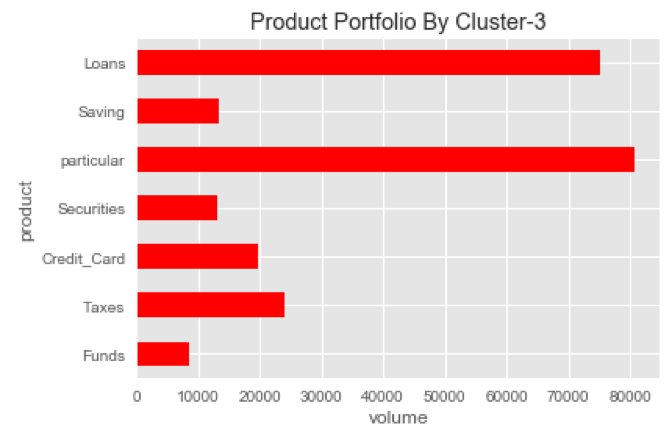 Product Portfolio By Cluster-3
product
Loans
Saving
particular
Securities
Credit_Card
Taxes
Funds
0 10000 20000 30000 40000 50000 60000 70000 80000
volume